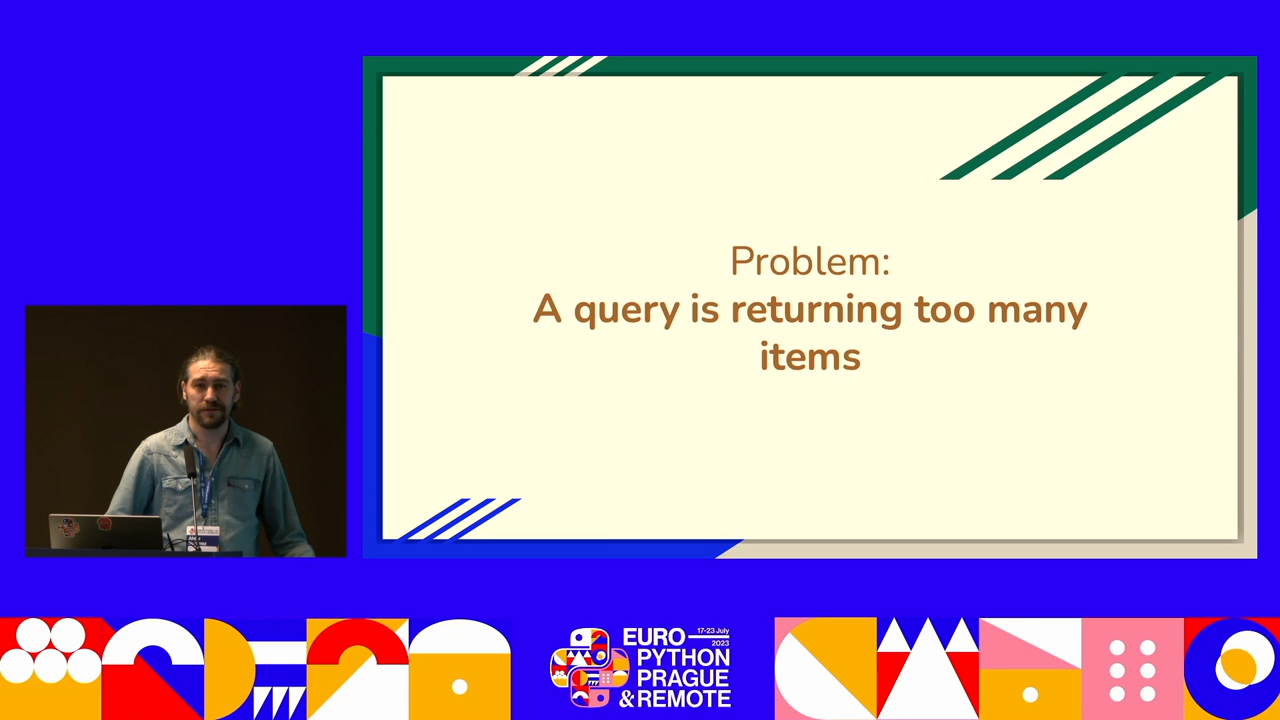 Problem:
A query is returning too many
items
17-23 July
2023
EURO
PYTHON
PRAGUE
& REMOTE